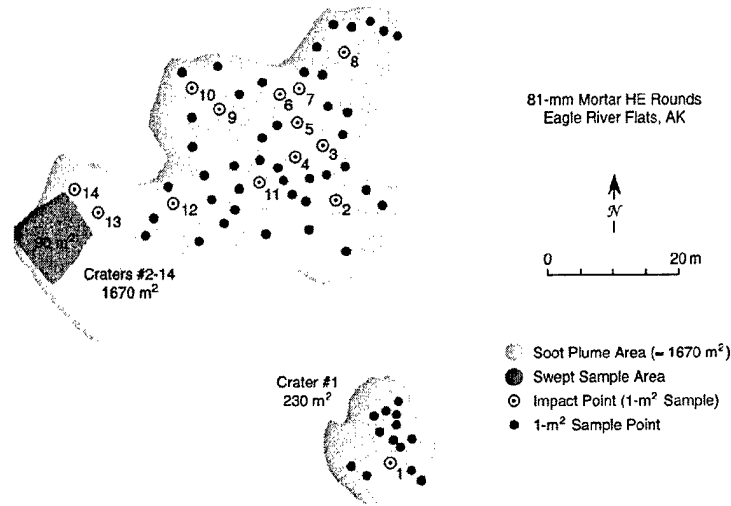 8
10
6
7
9
5
3
4
11
2
12
14
13
Craters #2-14
1670 m²
81-mm Mortar HE Rounds
Eagle River Flats, AK
N
0
20 m
Crater #1
230 m²
1
Soot Plume Area (≈ 1670 m²)
Swept Sample Area
Impact Point (1-m² Sample)
1-m² Sample Point